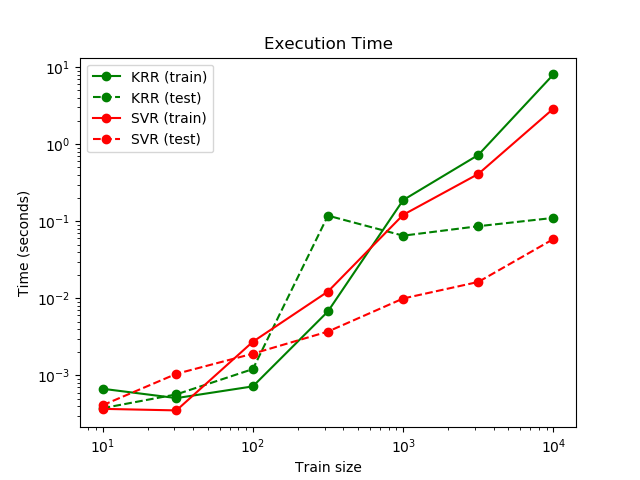 Execution Time
KRR (train)
KRR (test)
SVR (train)
SVR (test)
10¹
10⁰
10⁻¹
10⁻²
10⁻³
Time (seconds)
10¹ 10² 10³ 10⁴
Train size